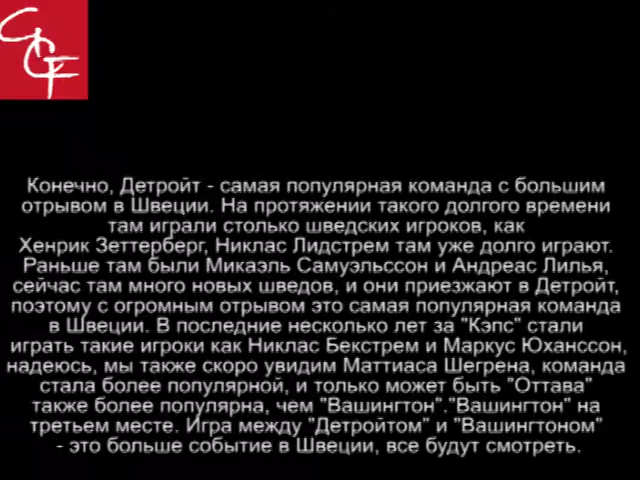 GCF
Конечно, Детройт - самая популярная команда с большим
отрывом в Швеции. На протяжении такого долгого времени
там играли столько шведских игроков, как
Хенрик Зеттерберг, Никлас Лидстрем там уже долго играют.
Раньше там были Микаэль Самуэльссон и Андреас Лилья,
сейчас там много новых шведов, и они приезжают в Детройт,
поэтому с огромным отрывом это самая популярная команда
в Швеции. В последние несколько лет за "Кэпс" стали
играть такие игроки как Никлас Бекстрем и Маркус Юханссон,
надеюсь, мы также скоро увидим Маттиаса Шегрена, команда
стала более популярной, и только может быть "Оттава"
также более популярна, чем "Вашингтон"."Вашингтон" на
третьем месте. Игра между "Детройтом" и "Вашингтоном"
- это больше событие в Швеции, все будут смотреть.